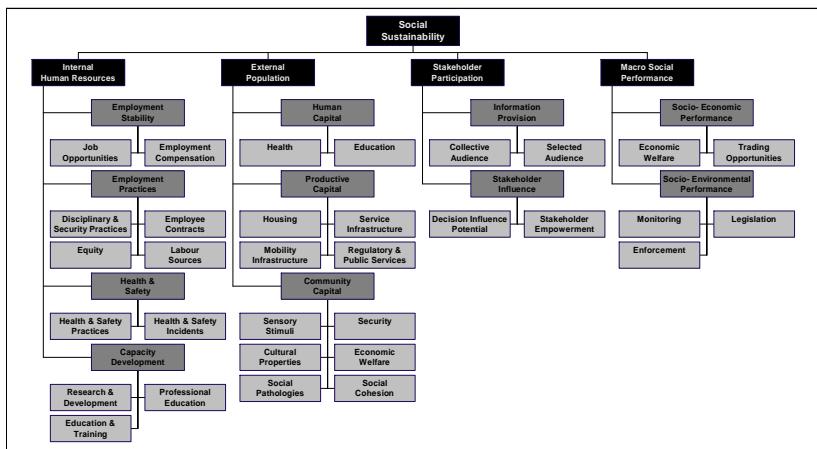 Social
Sustainability
Internal
Human Resources
External
Population
Stakeholder
Participation
Macro Social
Performance
Employment
Stability
Job
Opportunities
Employment
Compensation
Employment
Practices
Disciplinary &
Security Practices
Employee
Contracts
Equity
Labour
Sources
Health &
Safety
Health & Safety
Practices
Health & Safety
Incidents
Capacity
Development
Research &
Development
Professional
Education
Education &
Training
Human
Capital
Health
Education
Productive
Capital
Housing
Service
Infrastructure
Mobility
Infrastructure
Regulatory &
Public Services
Community
Capital
Sensory
Stimuli
Security
Cultural
Properties
Economic
Welfare
Social
Pathologies
Social
Cohesion
Information
Provision
Collective
Audience
Selected
Audience
Stakeholder
Influence
Decision Influence
Potential
Stakeholder
Empowerment
Socio- Economic
Performance
Economic
Welfare
Trading
Opportunities
Socio- Environmental
Performance
Monitoring
Legislation
Enforcement